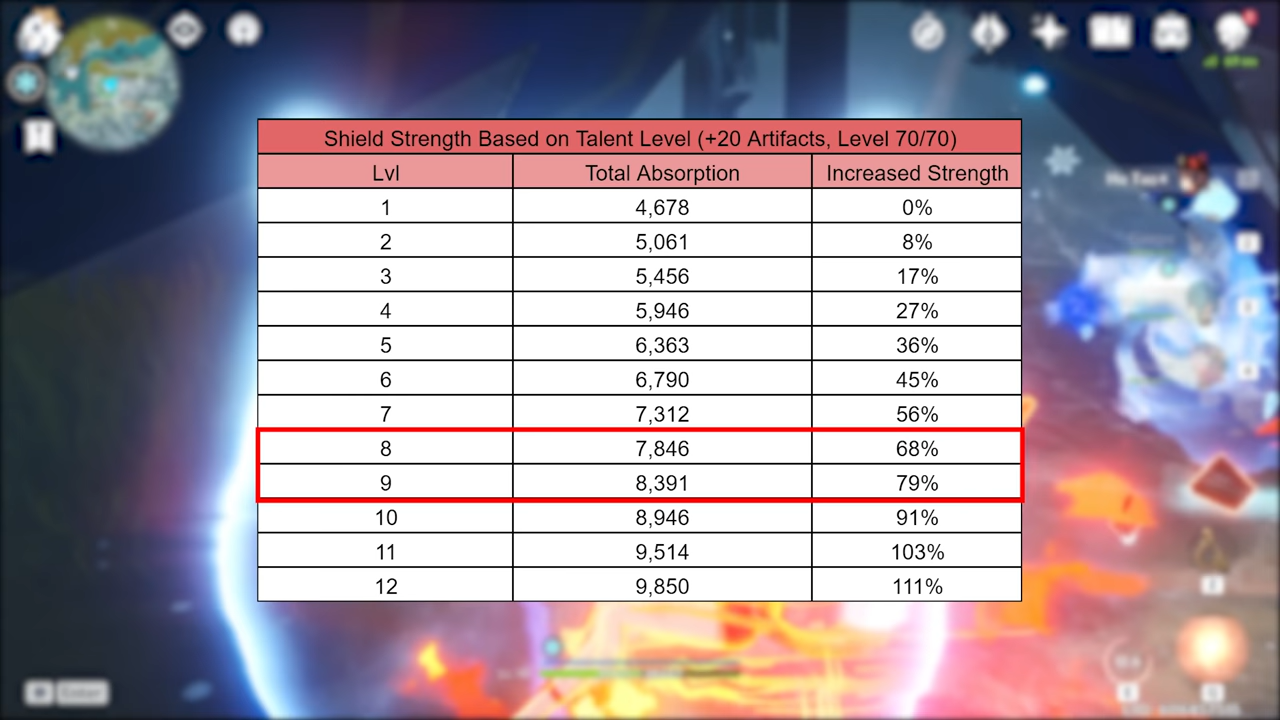 Shield Strength Based on Talent Level (+20 Artifacts, Level 70/70)
Lvl Total Absorption Increased Strength
1 4,678 0%
2 5,061 8%
3 5,456 17%
4 5,946 27%
5 6,363 36%
6 6,790 45%
7 7,312 56%
8 7,846 68%
9 8,391 79%
10 8,946 91%
11 9,514 103%
12 9,850 111%
Enter